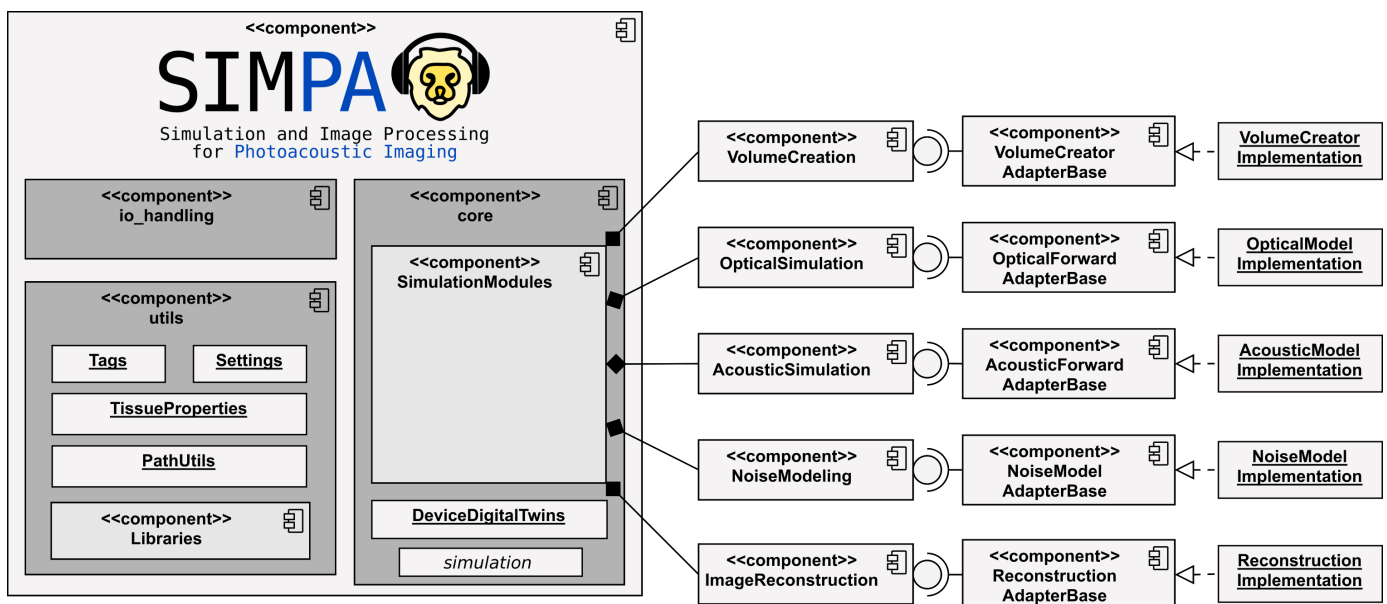 <<component>>
SIMPA
Simulation and Image Processing
for Photoacoustic Imaging
<<component>>
io_handling
<<component>>
utils
Tags
Settings
TissueProperties
PathUtils
<<component>>
Libraries
<<component>>
core
<<component>>
SimulationModules
DeviceDigitalTwins
simulation
<<component>>
VolumeCreation
<<component>>
VolumeCreator
AdapterBase
VolumeCreator
Implementation
<<component>>
OpticalSimulation
<<component>>
OpticalForward
AdapterBase
OpticalModel
Implementation
<<component>>
AcousticSimulation
<<component>>
AcousticForward
AdapterBase
AcousticModel
Implementation
<<component>>
NoiseModeling
<<component>>
NoiseModel
AdapterBase
NoiseModel
Implementation
<<component>>
ImageReconstruction
<<component>>
Reconstruction
AdapterBase
Reconstruction
Implementation